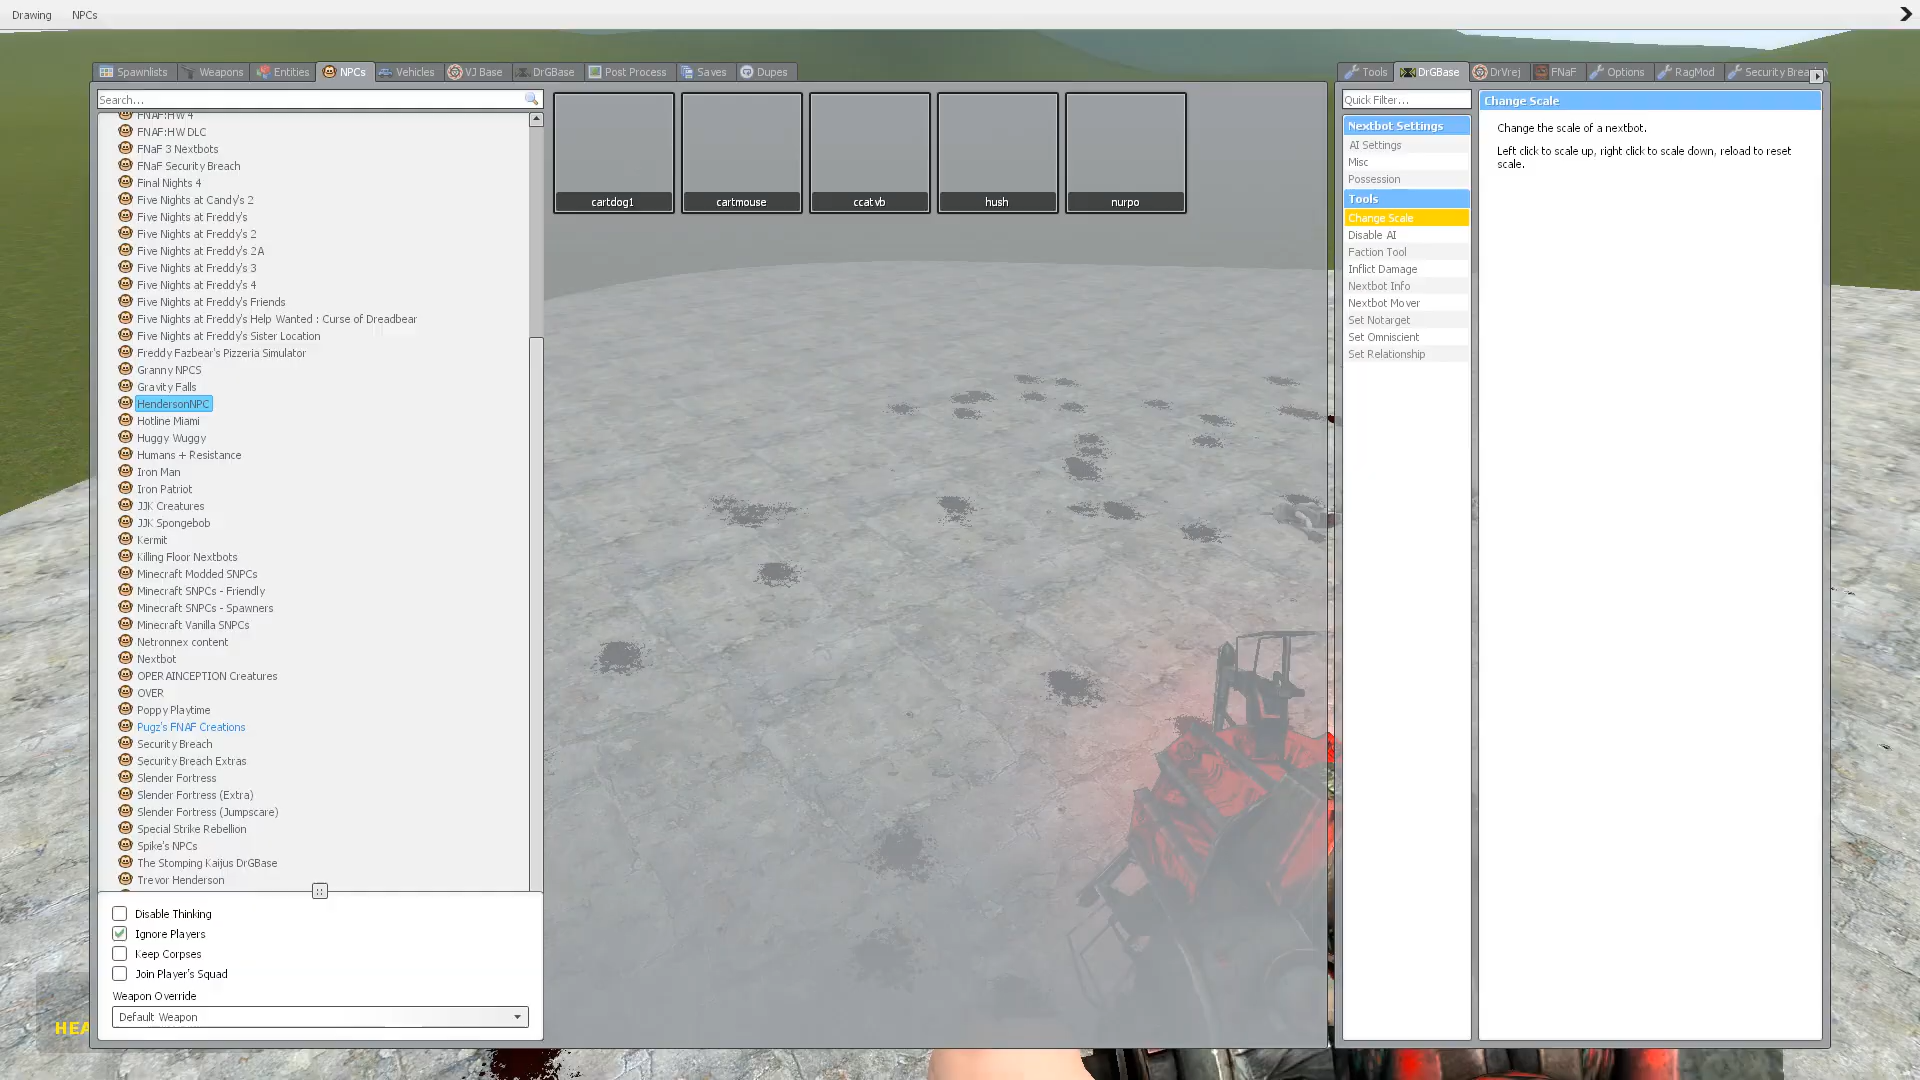 Drawing NPCs
Spawnlists Weapons Entities NPCs Vehicles VJ Base DrGBase Post Process Saves Dupes
Search...
FNAF:HW 4
FNAF:HW DLC
FNaF 3 Nextbots
FNaF Security Breach
Final Nights 4
Five Nights at Candy's 2
Five Nights at Freddy's
Five Nights at Freddy's 2
Five Nights at Freddy's 2A
Five Nights at Freddy's 3
Five Nights at Freddy's 4
Five Nights at Freddy's Friends
Five Nights at Freddy's Help Wanted : Curse of Dreadbear
Five Nights at Freddy's Sister Location
Freddy Fazbear's Pizzeria Simulator
Granny NPCS
Gravity Falls
HendersonNPC
Hotline Miami
Huggy Wuggy
Humans + Resistance
Iron Man
Iron Patriot
JJK Creatures
JJK Spongebob
Kermit
Killing Floor Nextbots
Minecraft Modded SNPCs
Minecraft SNPCs - Friendly
Minecraft SNPCs - Spawners
Minecraft Vanilla SNPCs
Netronnex content
Nextbot
OPERAINCEPTION Creatures
OVER
Poppy Playtime
Pugz's FNAF Creations
Security Breach
Security Breach Extras
Slender Fortress
Slender Fortress (Extra)
Slender Fortress (Jumpscare)
Special Strike Rebellion
Spike's NPCs
The Stomping Kaijus DrGBase
Trevor Henderson
Disable Thinking
Ignore Players
Keep Corpses
Join Player's Squad
Weapon Override
Default Weapon
HEA
cartdog1 cartmouse ccatvb hush nurpo
Tools DrGBase DrVrej FNaF Options RagMod Security Brea
Quick Filter...
Nextbot Settings
AI Settings
Misc
Possession
Tools
Change Scale
Disable AI
Faction Tool
Inflict Damage
Nextbot Info
Nextbot Mover
Set Notarget
Set Omniscient
Set Relationship
Change Scale
Change the scale of a nextbot.
Left click to scale up, right click to scale down, reload to reset
scale.